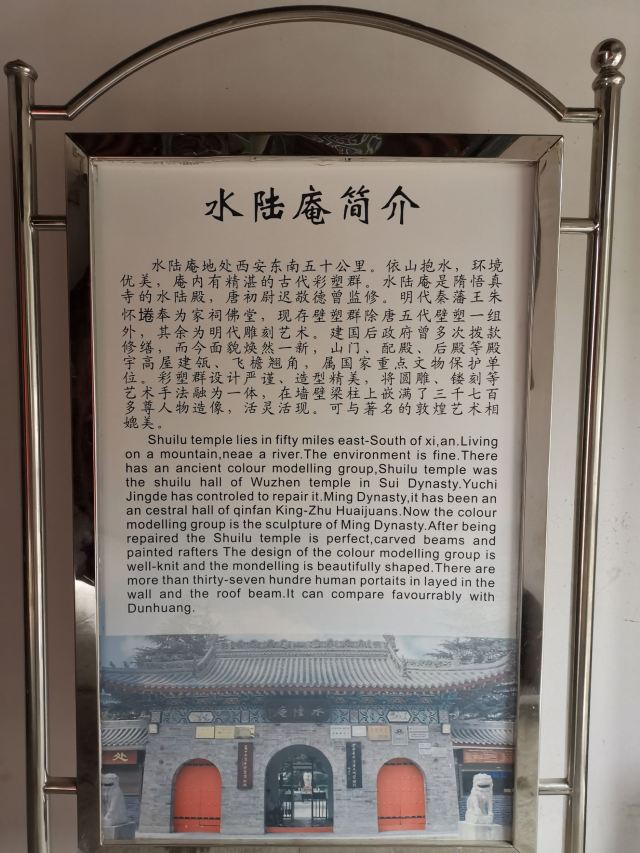 水陆庵简介
水陆庵地处西安东南五十公里。依山抱水，环境
优美，庵内有精湛的古代彩塑群。水陆庵是隋悟真
寺的水陆殿，唐初尉迟敬德曾监修。明代秦藩王朱
怀埢奉为家祠佛堂，现存壁塑群除唐五代壁塑一组
外，其余为明代雕刻艺术。建国后政府曾多次拨款
修缮，而今面貌焕然一新，山门、配殿、后殿等殿
宇高屋建瓴、飞檐翘角，属国家重点文物保护单
位。彩塑群设计严谨、造型精美，将圆雕、镂刻等
艺术手法融为一体，在墙壁梁柱上嵌满了三千七百
多尊人物造像，活灵活现。可与著名的敦煌艺术相
媲美。
Shuilu temple lies in fifty miles east-South of xi,an.Living
on a mountain,neae a river.The environment is fine.There
has an ancient colour modelling group,Shuilu temple was
the shuilu hall of Wuzhen temple in Sui Dynasty.Yuchi
Jingde has controled to repair it.Ming Dynasty,it has been an
an cestral hall of qinfan King-Zhu Huaijuans.Now the colour
modelling group is the sculpture of Ming Dynasty.After being
repaired the Shuilu temple is perfect,carved beams and
painted rafters The design of the colour modelling group is
well-knit and the mondelling is beautifully shaped.There are
more than thirty-seven hundre human portaits in layed in the
wall and the roof beam.It can compare favourrably with
Dunhuang.
庵陸水
处